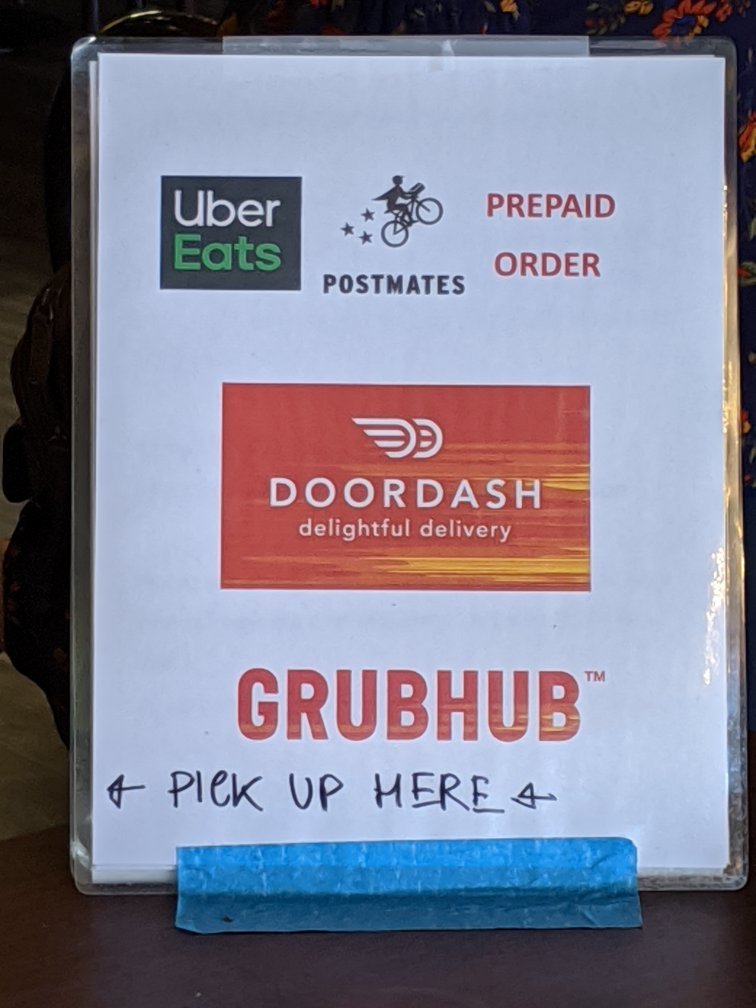 Uber
Eats
POSTMATES
PREPAID
ORDER
DOORDASH
delightful delivery
GRUBHUB™
← PICK UP HERE ←